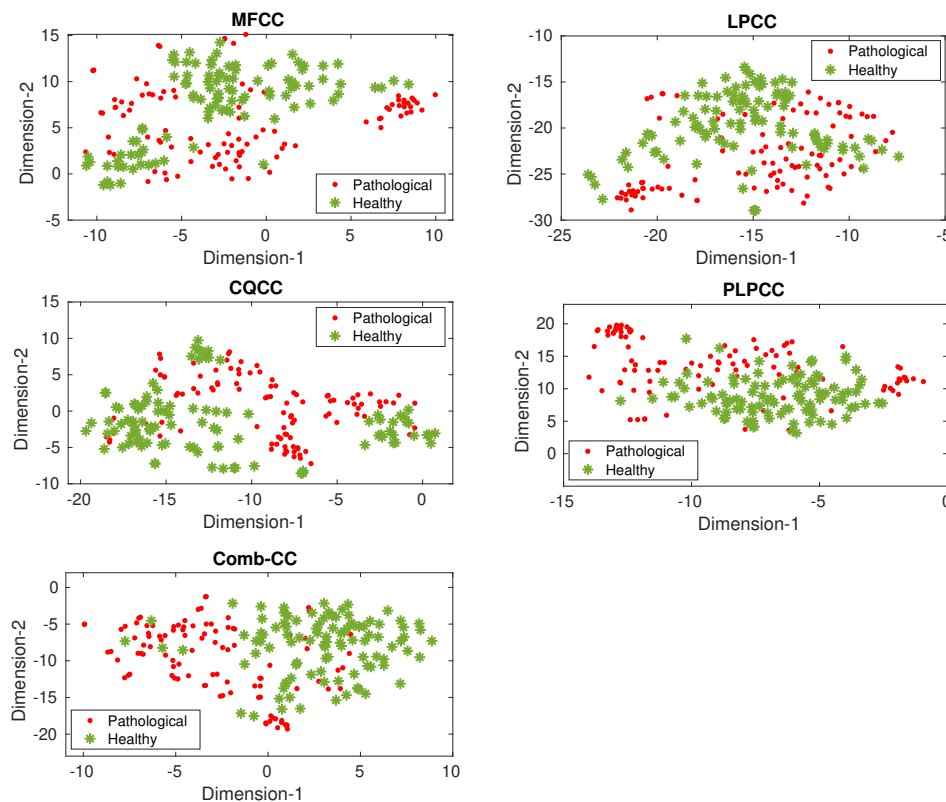 MFCC
15
10
5
0
-5
-10 -5 0 5 10
Dimension-1
Dimension-2
Pathological
Healthy
LPCC
-10
-15
-20
-25
-30
-25 -20 -15 -10 -5
Dimension-1
Dimension-2
Pathological
Healthy
CQCC
15
10
5
0
-5
-10
-20 -15 -10 -5 0
Dimension-1
Dimension-2
Pathological
Healthy
PLPCC
20
15
10
5
0
-15 -10 -5 0
Dimension-1
Dimension-2
Pathological
Healthy
Comb-CC
0
-5
-10
-15
-20
-10 -5 0 5 10
Dimension-1
Dimension-2
Pathological
Healthy